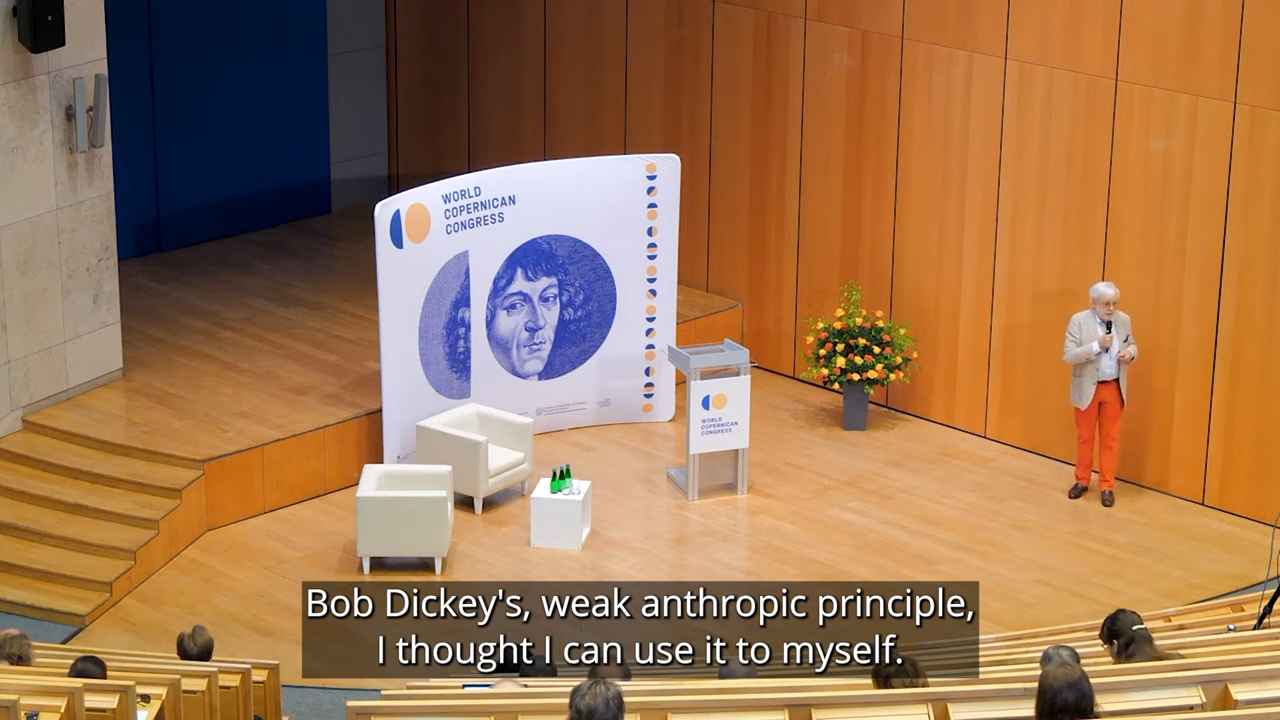 WORLD
COPERNICAN
CONGRESS
WORLD
COPERNICAN
CONGRESS
Bob Dickey's, weak anthropic principle,
I thought I can use it to myself.